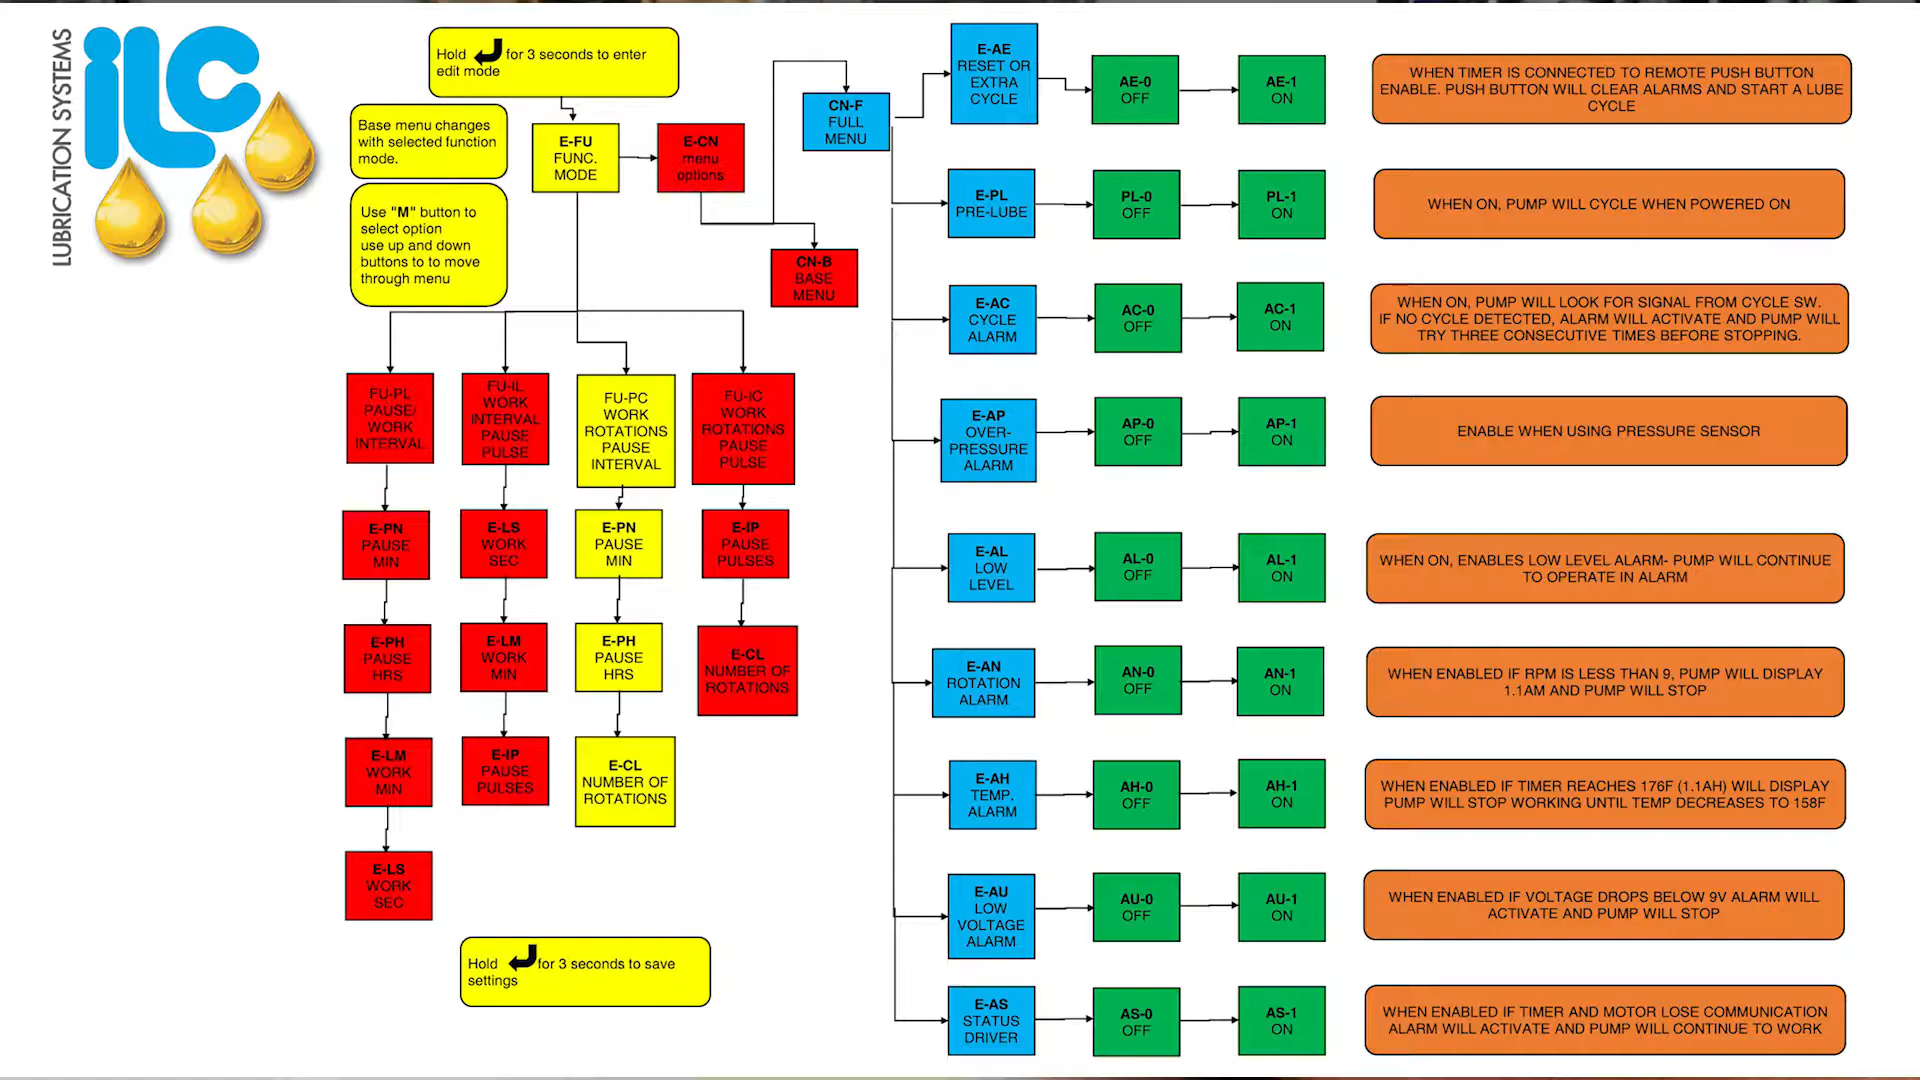 LUBRICATION SYSTEMS
iLC
Hold for 3 seconds to enter
edit mode
Base menu changes
with selected function
mode.
Use "M" button to
select option
use up and down
buttons to to move
through menu
E-FU
FUNC.
MODE
E-CN
menu
options
CN-F
FULL
MENU
CN-B
BASE
MENU
FU-PL
PAUSE/
WORK
INTERVAL
E-PN
PAUSE
MIN
E-PH
PAUSE
HRS
E-LM
WORK
MIN
E-LS
WORK
SEC
FU-IL
WORK
INTERVAL
PAUSE
PULSE
E-LS
WORK
SEC
E-LM
WORK
MIN
E-IP
PAUSE
PULSES
FU-PC
WORK
ROTATIONS
PAUSE
INTERVAL
E-PN
PAUSE
MIN
E-PH
PAUSE
HRS
E-CL
NUMBER OF
ROTATIONS
FU-IC
WORK
ROTATIONS
PAUSE
PULSE
E-IP
PAUSE
PULSES
E-CL
NUMBER OF
ROTATIONS
Hold for 3 seconds to save
settings
E-AE
RESET OR
EXTRA
CYCLE
AE-0
OFF
AE-1
ON
WHEN TIMER IS CONNECTED TO REMOTE PUSH BUTTON
ENABLE. PUSH BUTTON WILL CLEAR ALARMS AND START A LUBE
CYCLE
E-PL
PRE-LUBE
PL-0
OFF
PL-1
ON
WHEN ON, PUMP WILL CYCLE WHEN POWERED ON
E-AC
CYCLE
ALARM
AC-0
OFF
AC-1
ON
WHEN ON, PUMP WILL LOOK FOR SIGNAL FROM CYCLE SW.
IF NO CYCLE DETECTED, ALARM WILL ACTIVATE AND PUMP WILL
TRY THREE CONSECUTIVE TIMES BEFORE STOPPING.
E-AP
OVER-
PRESSURE
ALARM
AP-0
OFF
AP-1
ON
ENABLE WHEN USING PRESSURE SENSOR
E-AL
LOW
LEVEL
AL-0
OFF
AL-1
ON
WHEN ON, ENABLES LOW LEVEL ALARM- PUMP WILL CONTINUE
TO OPERATE IN ALARM
E-AN
ROTATION
ALARM
AN-0
OFF
AN-1
ON
WHEN ENABLED IF RPM IS LESS THAN 9, PUMP WILL DISPLAY
1.1AM AND PUMP WILL STOP
E-AH
TEMP.
ALARM
AH-0
OFF
AH-1
ON
WHEN ENABLED IF TIMER REACHES 176F (1.1AH) WILL DISPLAY
PUMP WILL STOP WORKING UNTIL TEMP DECREASES TO 158F
E-AU
LOW
VOLTAGE
ALARM
AU-0
OFF
AU-1
ON
WHEN ENABLED IF VOLTAGE DROPS BELOW 9V ALARM WILL
ACTIVATE AND PUMP WILL STOP
E-AS
STATUS
DRIVER
AS-0
OFF
AS-1
ON
WHEN ENABLED IF TIMER AND MOTOR LOSE COMMUNICATION
ALARM WILL ACTIVATE AND PUMP WILL CONTINUE TO WORK